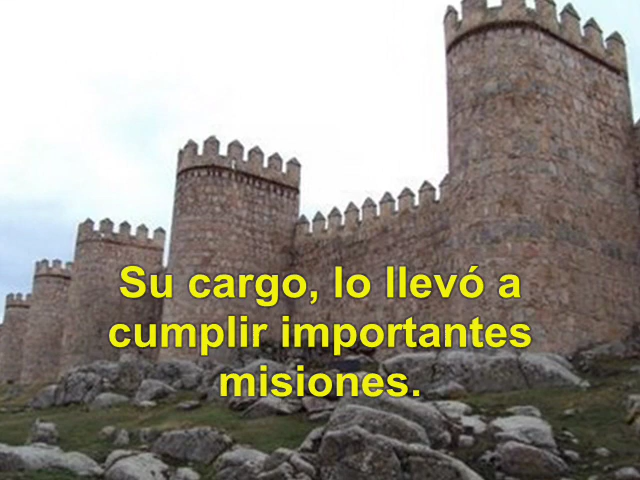 Su cargo, lo llevó a
cumplir importantes
misiones.